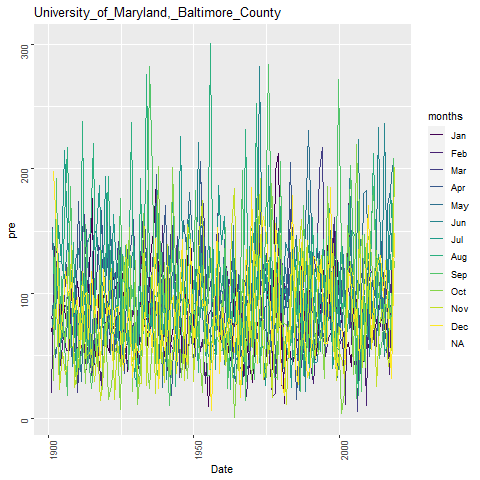 University_of_Maryland,_Baltimore_County
300
200
100
0
pre
1900
1950
2000
Date
months
Jan
Feb
Mar
Apr
May
Jun
Jul
Aug
Sep
Oct
Nov
Dec
NA